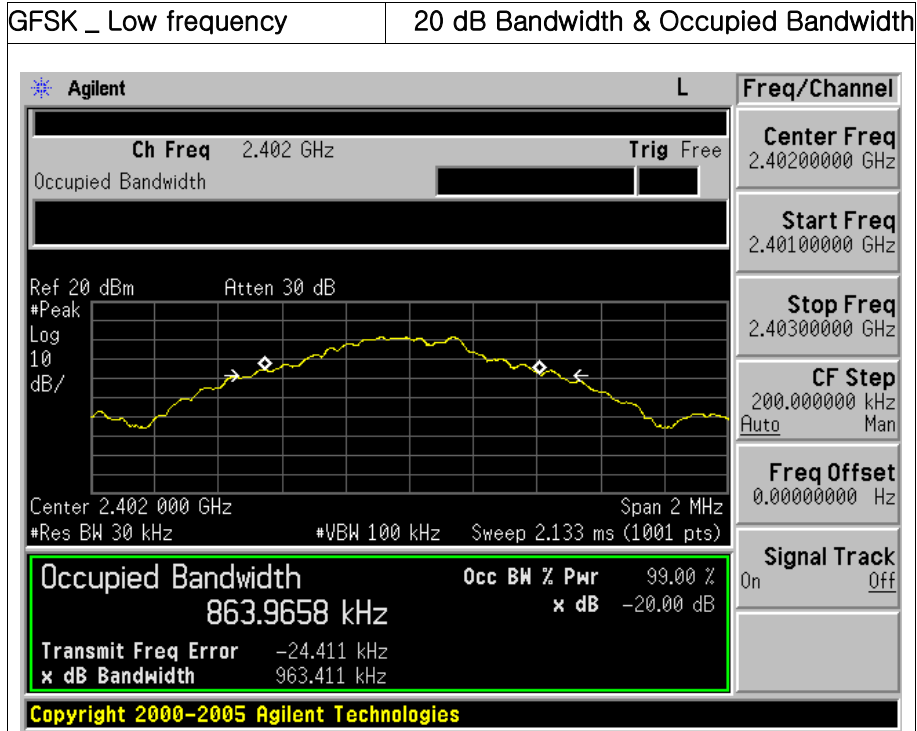 GFSK _ Low frequency
20 dB Bandwidth & Occupied Bandwidth
Agilent
L
Freq/Channel
Ch Freq 2.402 GHz
Trig Free
Occupied Bandwidth
Center Freq
2.40200000 GHz
Start Freq
2.40100000 GHz
Stop Freq
2.40300000 GHz
CF Step
200.000000 kHz
Auto Man
Freq Offset
0.00000000 Hz
Signal Track
On Off
Ref 20 dBm Atten 30 dB
#Peak
Log
10
dB/
Center 2.402 000 GHz Span 2 MHz
#Res BW 30 kHz #VBW 100 kHz Sweep 2.133 ms (1001 pts)
Occupied Bandwidth
863.9658 kHz
Occ BW % Pwr 99.00 %
x dB -20.00 dB
Transmit Freq Error -24.411 kHz
x dB Bandwidth 963.411 kHz
Copyright 2000-2005 Agilent Technologies